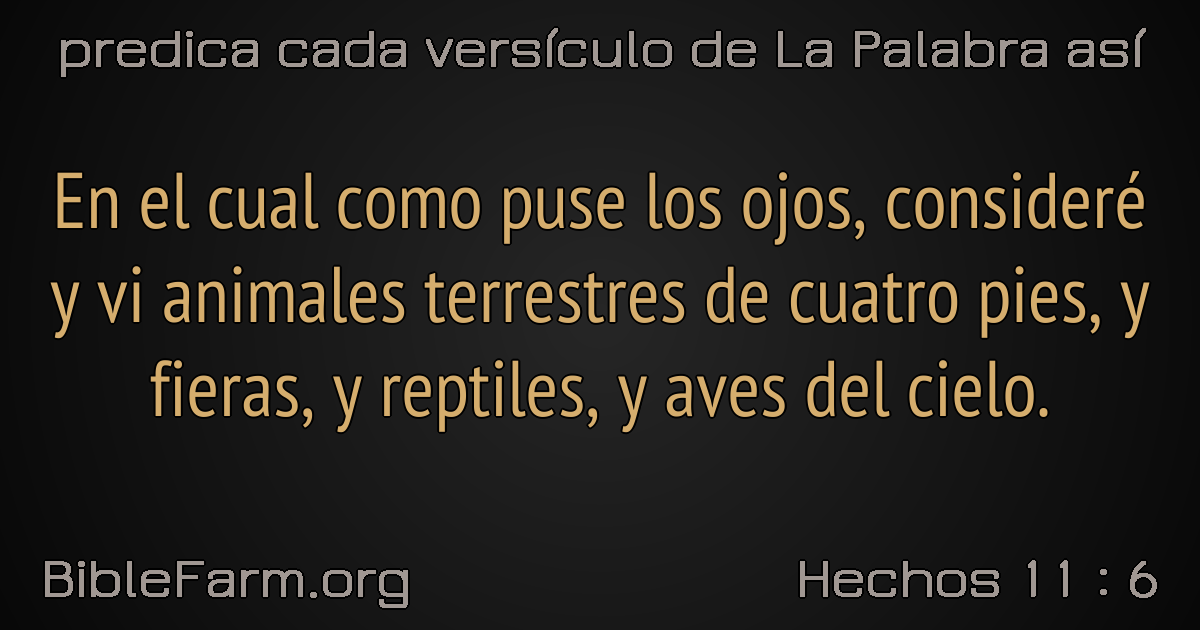 predica cada versículo de La Palabra así
En el cual como puse los ojos, consideré
y vi animales terrestres de cuatro pies, y
fieras, y reptiles, y aves del cielo.
BibleFarm.org
Hechos 11 : 6